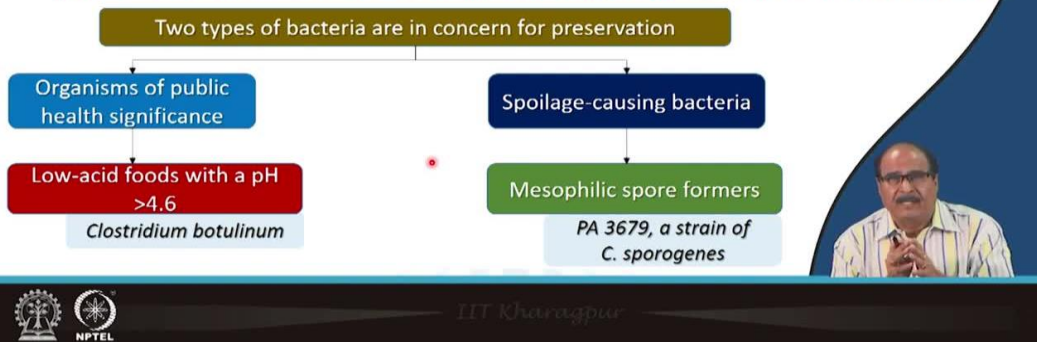 Two types of bacteria are in concern for preservation
Organisms of public
health significance
Spoilage-causing bacteria
Low-acid foods with a pH
>4.6
Mesophilic spore formers
Clostridium botulinum
PA 3679, a strain of
C. sporogenes
IIT Kharagpur
NPTEL